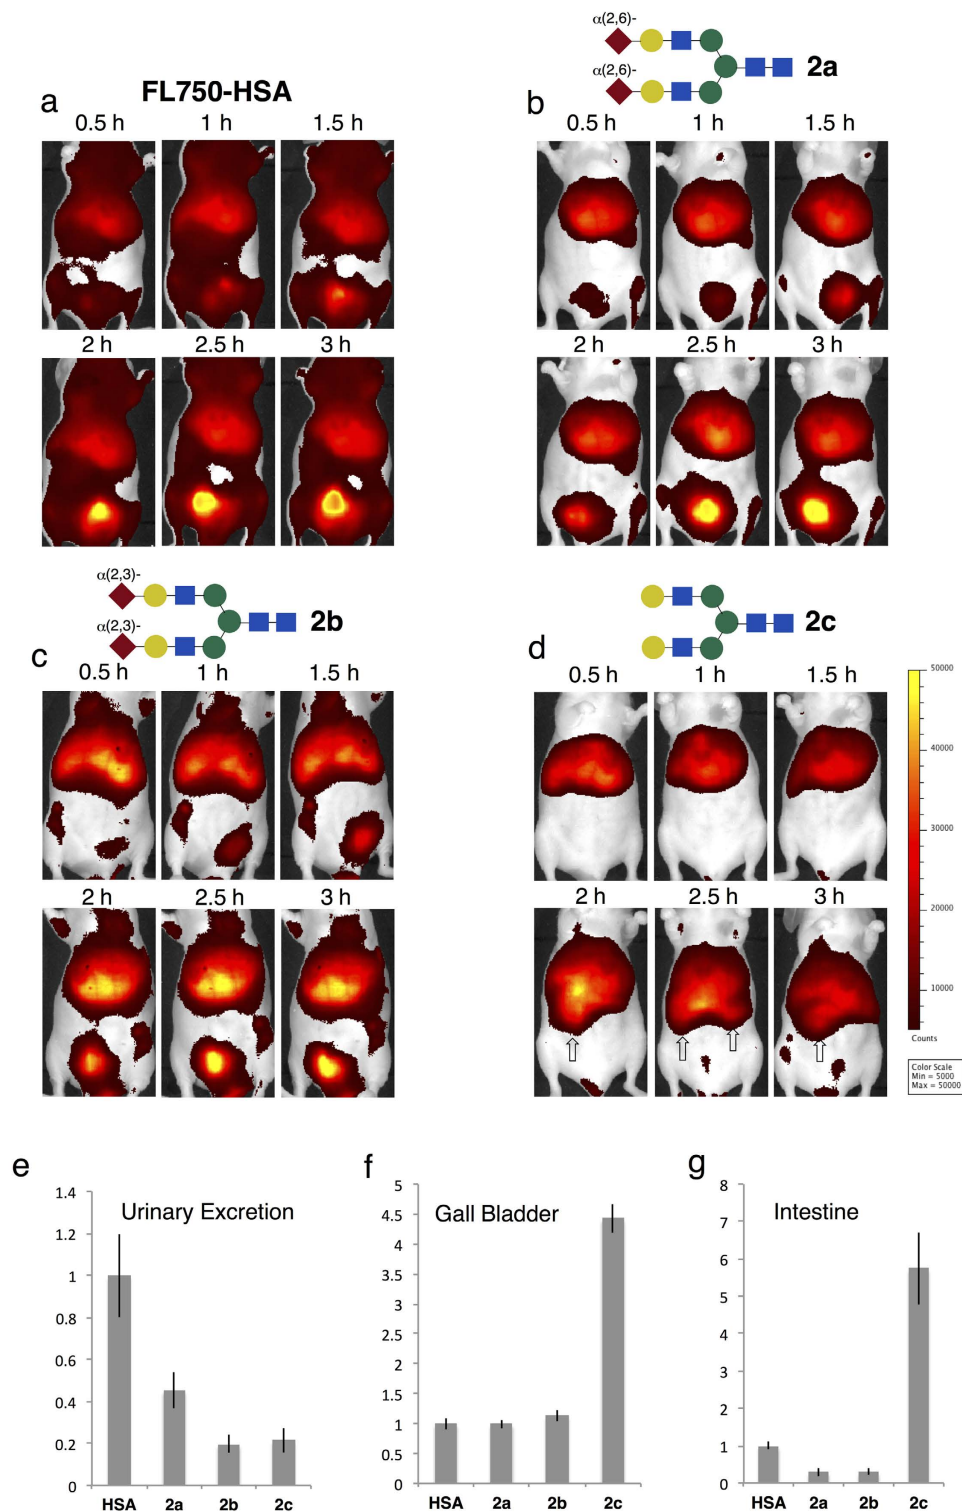 a
FL750-HSA
0.5 h
1 h
1.5 h
2 h
2.5 h
3 h
α(2,6)-
α(2,6)-
2a
b
0.5 h
1 h
1.5 h
2 h
2.5 h
3 h
α(2,3)-
α(2,3)-
2b
c
0.5 h
1 h
1.5 h
2 h
2.5 h
3 h
2c
d
0.5 h
1 h
1.5 h
2 h
2.5 h
3 h
50000
40000
30000
20000
10000
Counts
Color Scale
Min = 5000
Max = 50000
e
Urinary Excretion
1.4
1.2
1
0.8
0.6
0.4
0.2
0
HSA 2a 2b 2c
f
Gall Bladder
5
4.5
4
3.5
3
2.5
2
1.5
1
0.5
0
HSA 2a 2b 2c
g
Intestine
8
7
6
5
4
3
2
1
0
HSA 2a 2b 2c